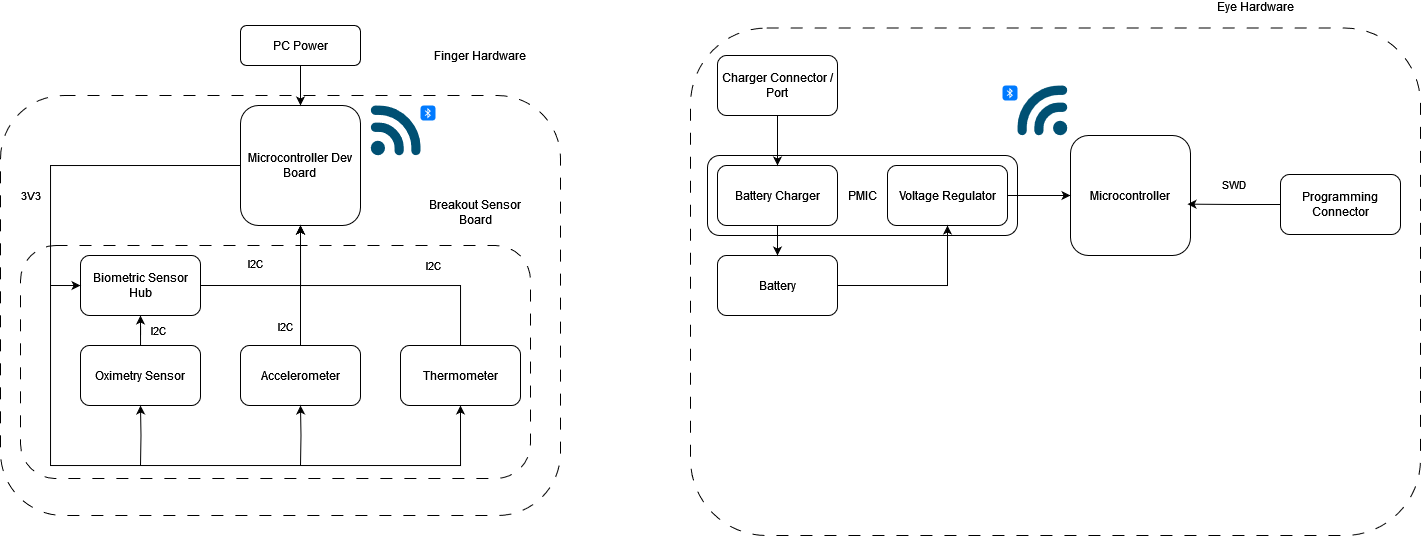 PC Power
Finger Hardware
Microcontroller Dev
Board
3V3
Breakout Sensor
Board
Biometric Sensor
Hub
I2C
I2C
I2C
I2C
Oximetry Sensor
Accelerometer
Thermometer
Eye Hardware
Charger Connector /
Port
Battery Charger
PMIC
Voltage Regulator
Microcontroller
SWD
Programming
Connector
Battery